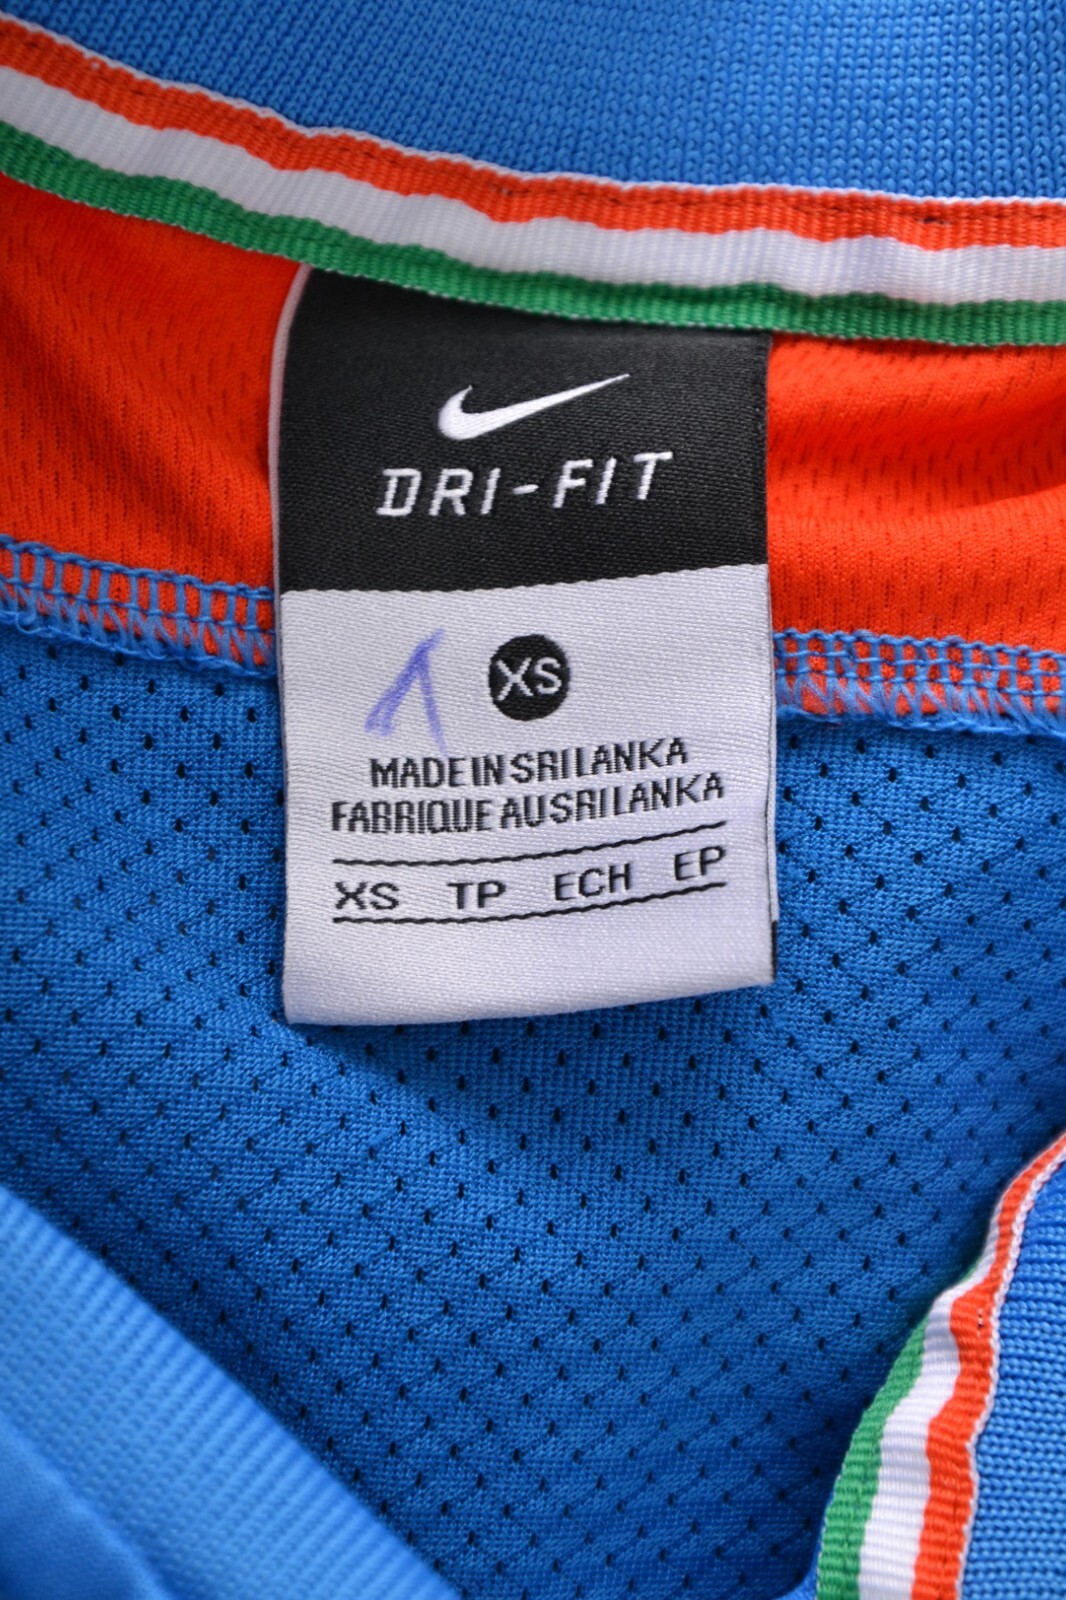 DRI-FIT
XS
MADE IN SRI LANKA
FABRIQUE AU SRI LANKA
XS TP ECH EP